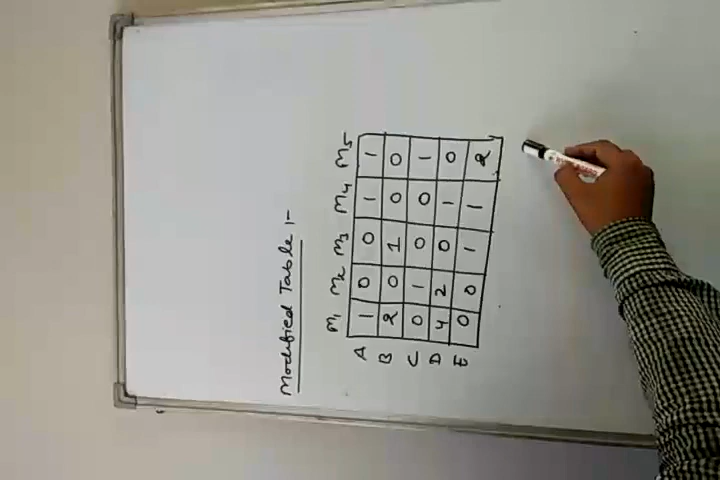 Modified Table :-
M1 M2 M3 M4 M5
A 1 0 0 1 1
B 2 0 1 0 0
C 0 1 0 0 1
D 4 2 0 1 0
E 0 0 1 1 2